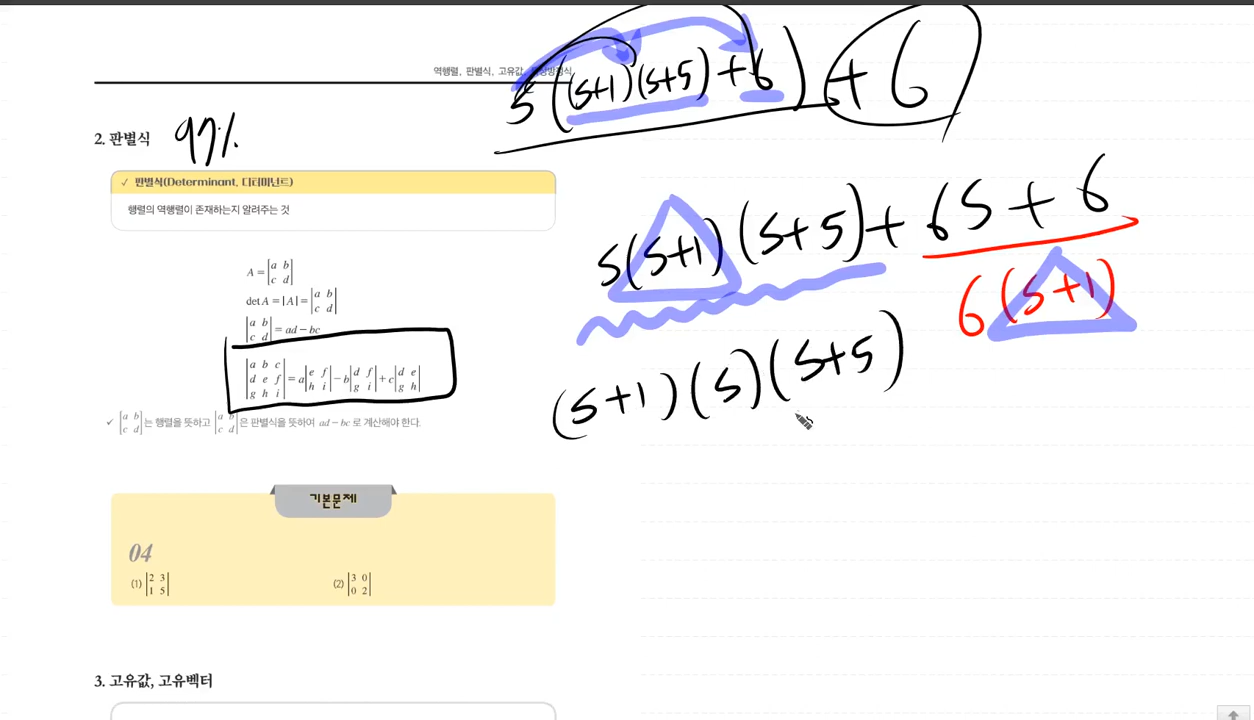 역행렬, 판별식, 고유값, 특성방정식
s((s+1)(s+5)+6)+6
2. 판별식 97%
✓ 판별식(Determinant, 디터미넌트)
행렬의 역행렬이 존재하는지 알려주는 것
s(s+1)(s+5)+6s+6
6(s+1)
A = |a b / c d|
det A = |A| = |a b / c d|
|a b / c d| = ad - bc
|a b c / d e f / g h i| = a|e f / h i| - b|d f / g i| + c|d e / g h|
(s+1)(s)(s+5)
✓ |a b / c d|는 행렬을 뜻하고 |a b / c d|은 판별식을 뜻하여 ad - bc 로 계산해야 한다.
기본문제
04
(1) |2 3 / 1 5| (2) |3 0 / 0 2|
3. 고유값, 고유벡터